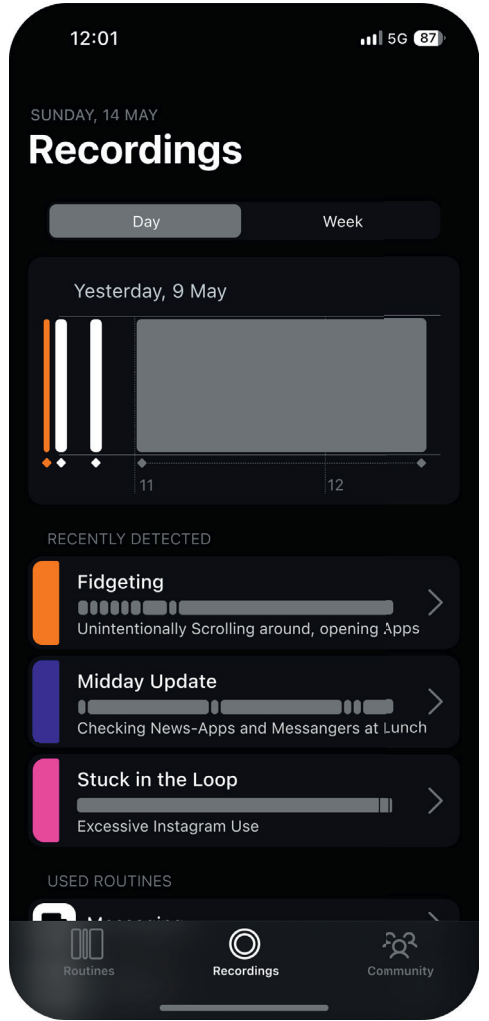 12:01
5G 87
SUNDAY, 14 MAY
Recordings
Day Week
Yesterday, 9 May
11 12
RECENTLY DETECTED
Fidgeting
Unintentionally Scrolling around, opening Apps
Midday Update
Checking News-Apps and Messangers at Lunch
Stuck in the Loop
Excessive Instagram Use
USED ROUTINES
Routines Recordings Community